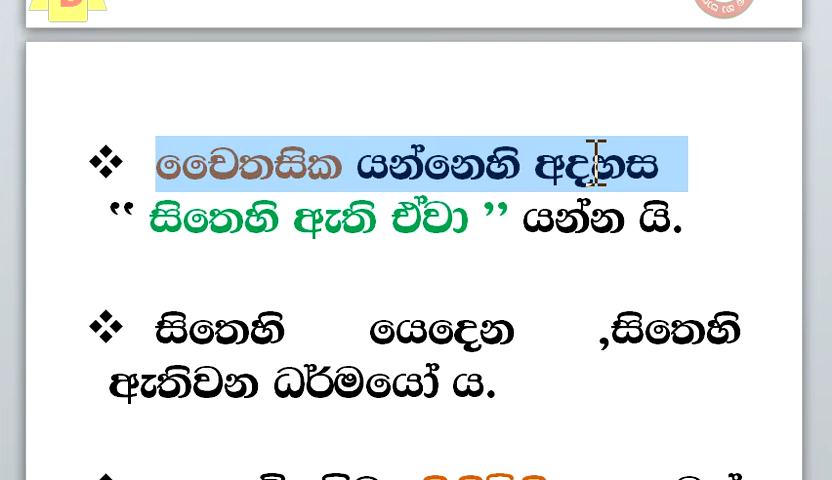 ❖ චෛතසික යන්නෙහි අදහස
“ සිතෙහි ඇති ඒවා ” යන්න යි.
❖ සිතෙහි යෙදෙන ,සිතෙහි
ඇතිවන ධර්මයෝ ය.